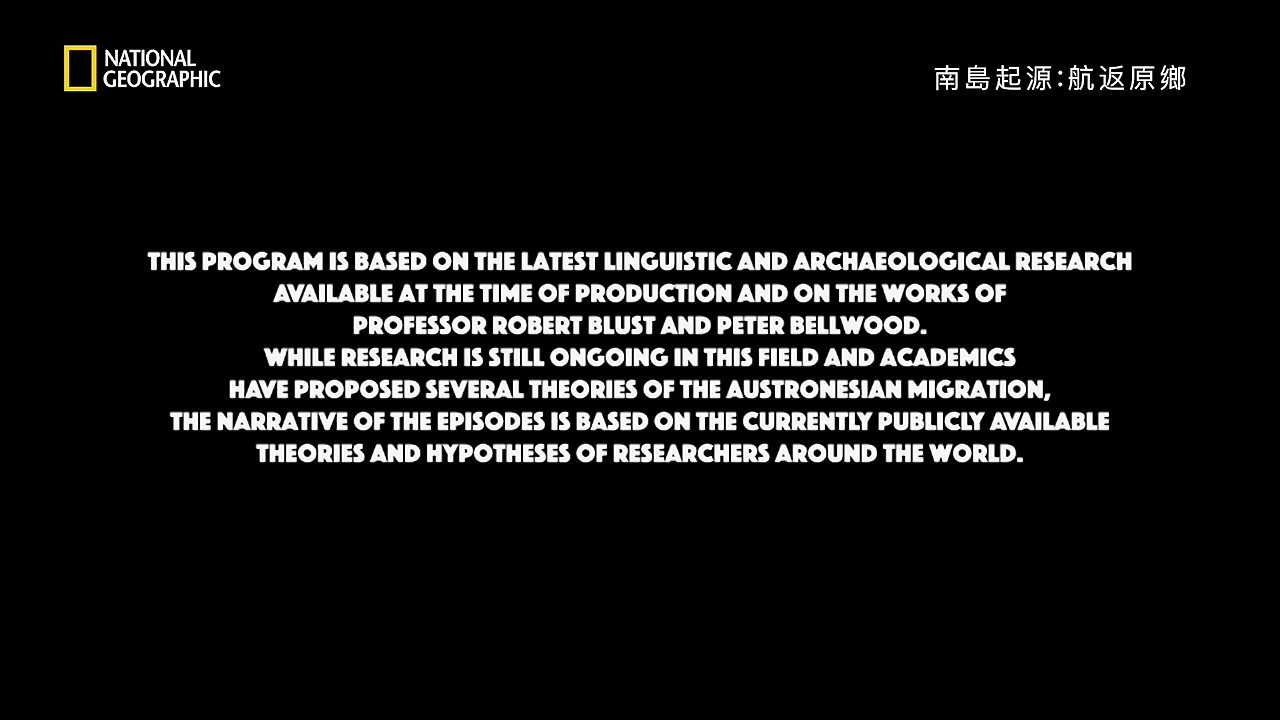 NATIONAL
GEOGRAPHIC
南島起源:航返原鄉
THIS PROGRAM IS BASED ON THE LATEST LINGUISTIC AND ARCHAEOLOGICAL RESEARCH
AVAILABLE AT THE TIME OF PRODUCTION AND ON THE WORKS OF
PROFESSOR ROBERT BLUST AND PETER BELLWOOD.
WHILE RESEARCH IS STILL ONGOING IN THIS FIELD AND ACADEMICS
HAVE PROPOSED SEVERAL THEORIES OF THE AUSTRONESIAN MIGRATION,
THE NARRATIVE OF THE EPISODES IS BASED ON THE CURRENTLY PUBLICLY AVAILABLE
THEORIES AND HYPOTHESES OF RESEARCHERS AROUND THE WORLD.